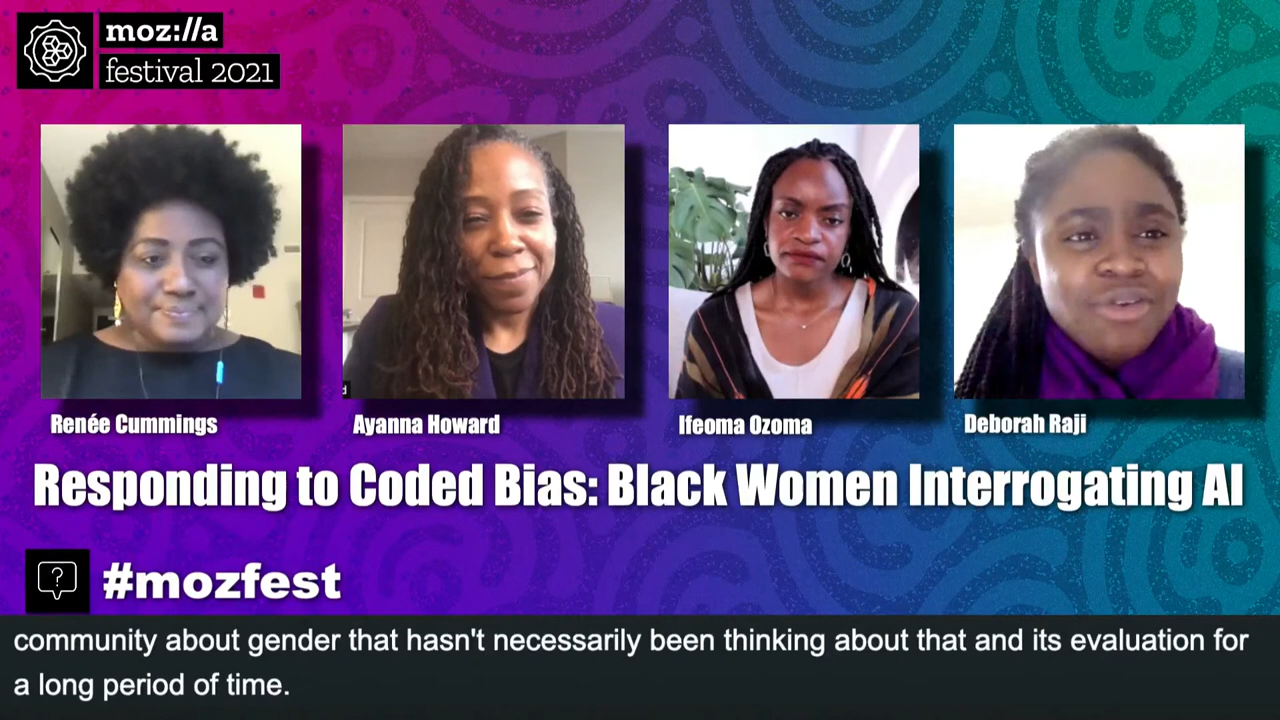 moz://a
festival 2021
Renée Cummings
Ayanna Howard
Ifeoma Ozoma
Deborah Raji
Responding to Coded Bias: Black Women Interrogating AI
?
#mozfest
community about gender that hasn't necessarily been thinking about that and its evaluation for
a long period of time.